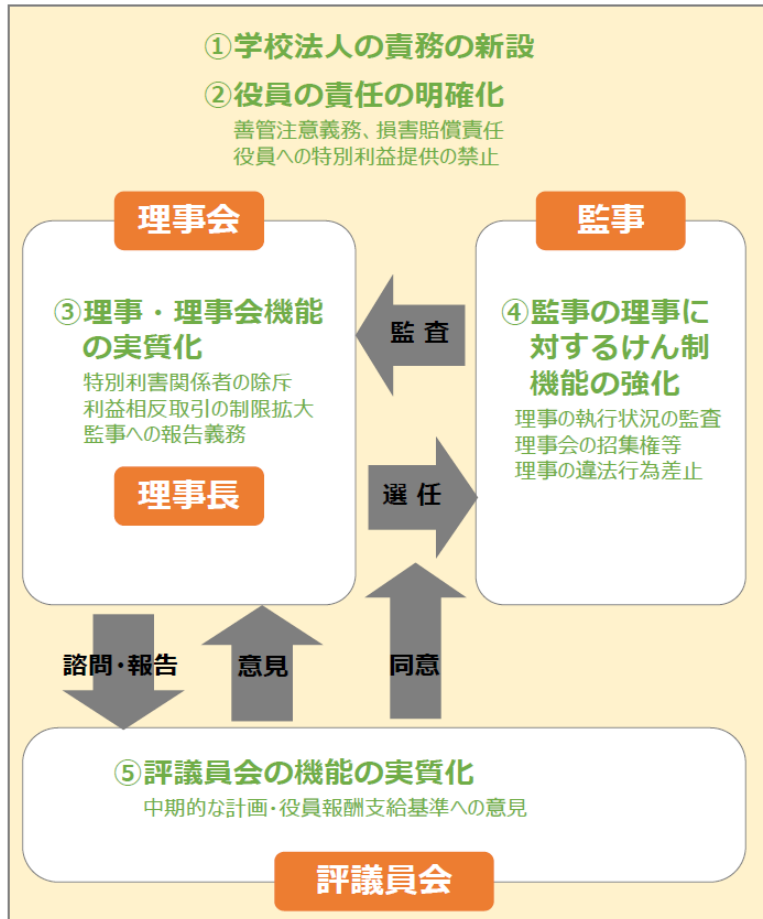 ①学校法人の責務の新設
②役員の責任の明確化
善管注意義務、損害賠償責任
役員への特別利益提供の禁止
理事会
③理事・理事会機能
の実質化
特別利害関係者の除斥
利益相反取引の制限拡大
監事への報告義務
理事長
監査
選任
監事
④監事の理事に
対するけん制
機能の強化
理事の執行状況の監査
理事会の招集権等
理事の違法行為差止
諮問・報告
意見
同意
⑤評議員会の機能の実質化
中期的な計画・役員報酬支給基準への意見
評議員会